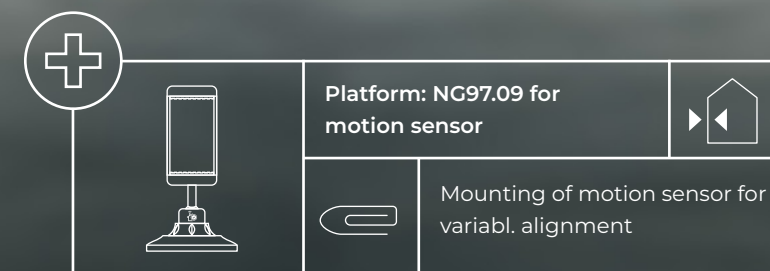 Platform: NG97.09 for
motion sensor
Mounting of motion sensor for
variabl. alignment